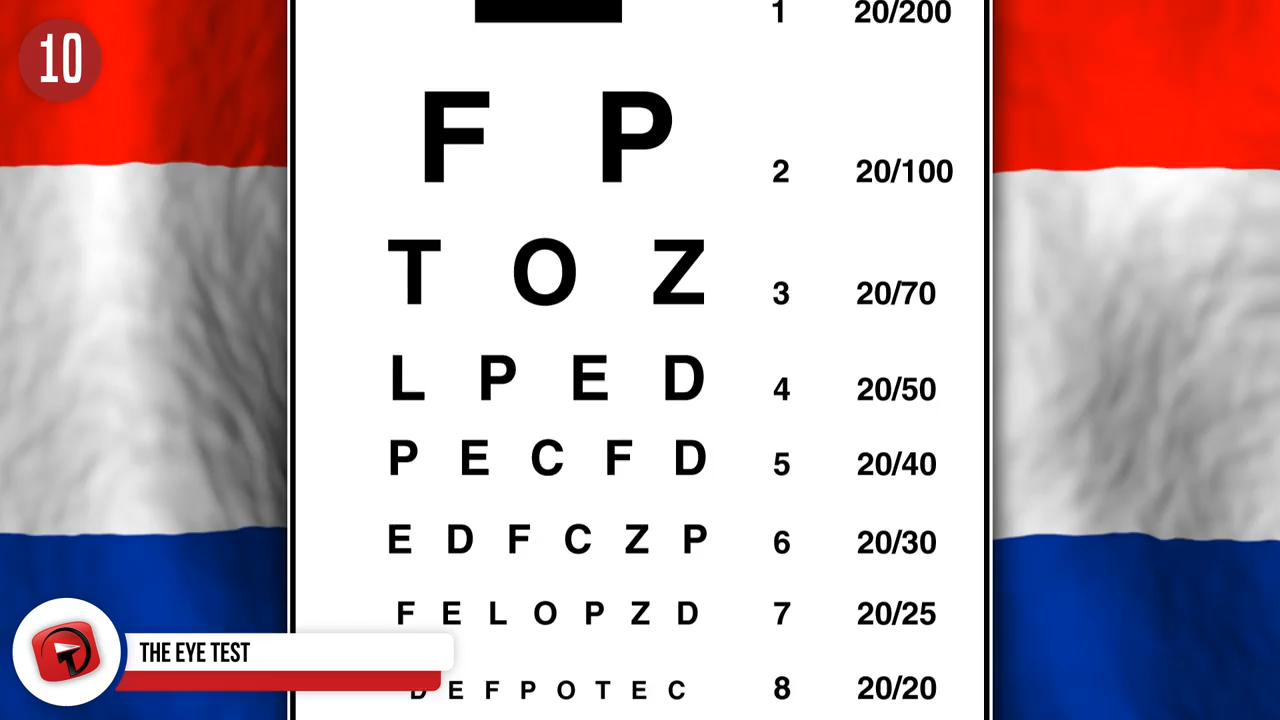 10
1 20/200
F P 2 20/100
T O Z 3 20/70
L P E D 4 20/50
P E C F D 5 20/40
E D F C Z P 6 20/30
F E L O P Z D 7 20/25
THE EYE TEST
D E F P O T E C 8 20/20